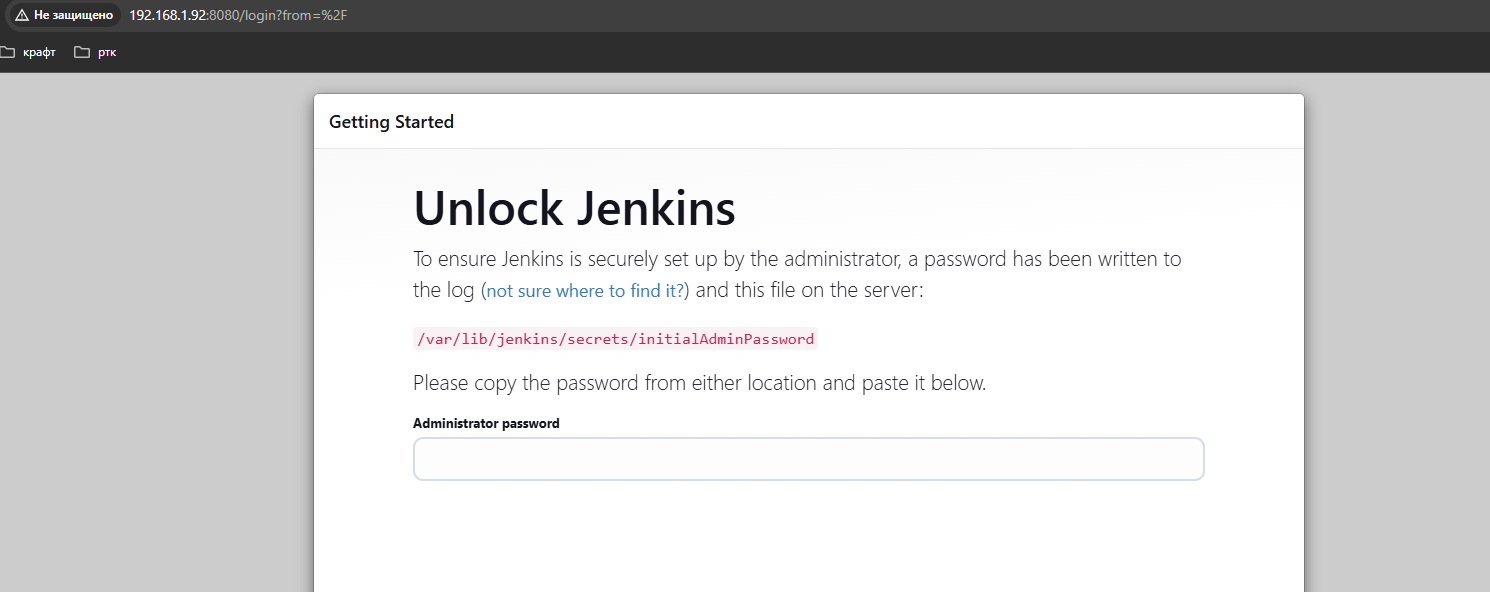 Не защищено 192.168.1.92:8080/login?from=%2F
крафт ртк
Getting Started
Unlock Jenkins
To ensure Jenkins is securely set up by the administrator, a password has been written to
the log (not sure where to find it?) and this file on the server:
/var/lib/jenkins/secrets/initialAdminPassword
Please copy the password from either location and paste it below.
Administrator password